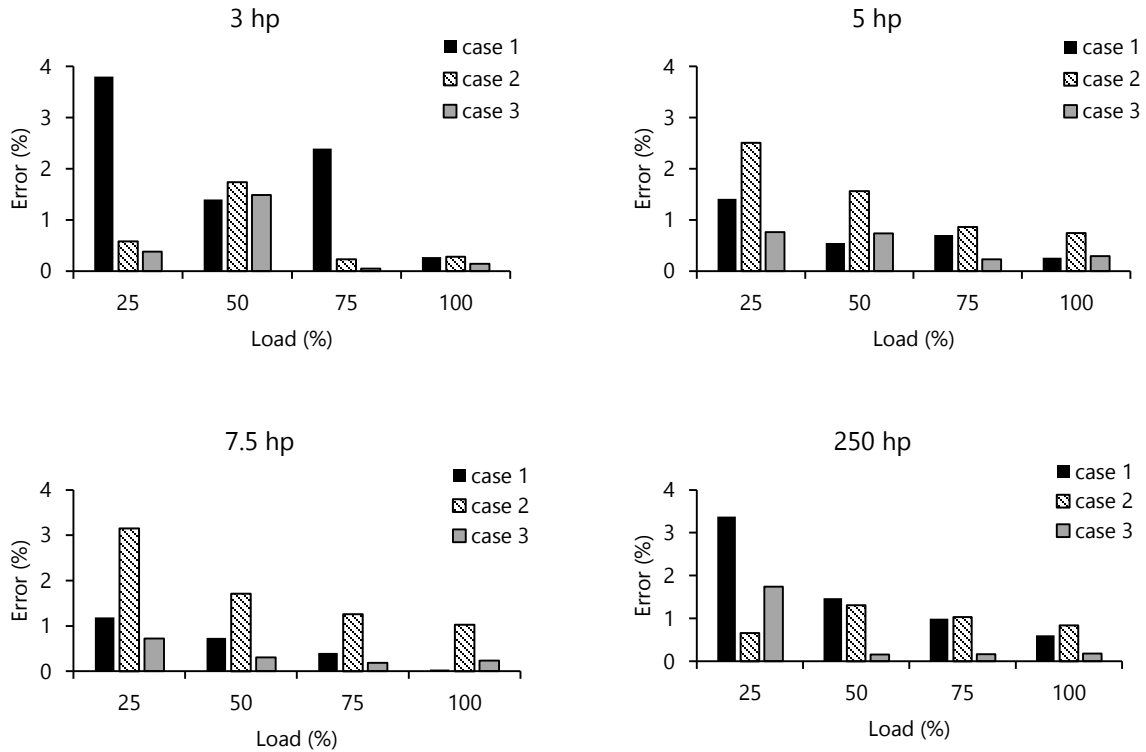 3 hp
case 1
case 2
case 3
4
3
2
1
0
Error (%)
25 50 75 100
Load (%)
5 hp
case 1
case 2
case 3
4
3
2
1
0
Error (%)
25 50 75 100
Load (%)
7.5 hp
case 1
case 2
case 3
4
3
2
1
0
Error (%)
25 50 75 100
Load (%)
250 hp
case 1
case 2
case 3
4
3
2
1
0
Error (%)
25 50 75 100
Load (%)